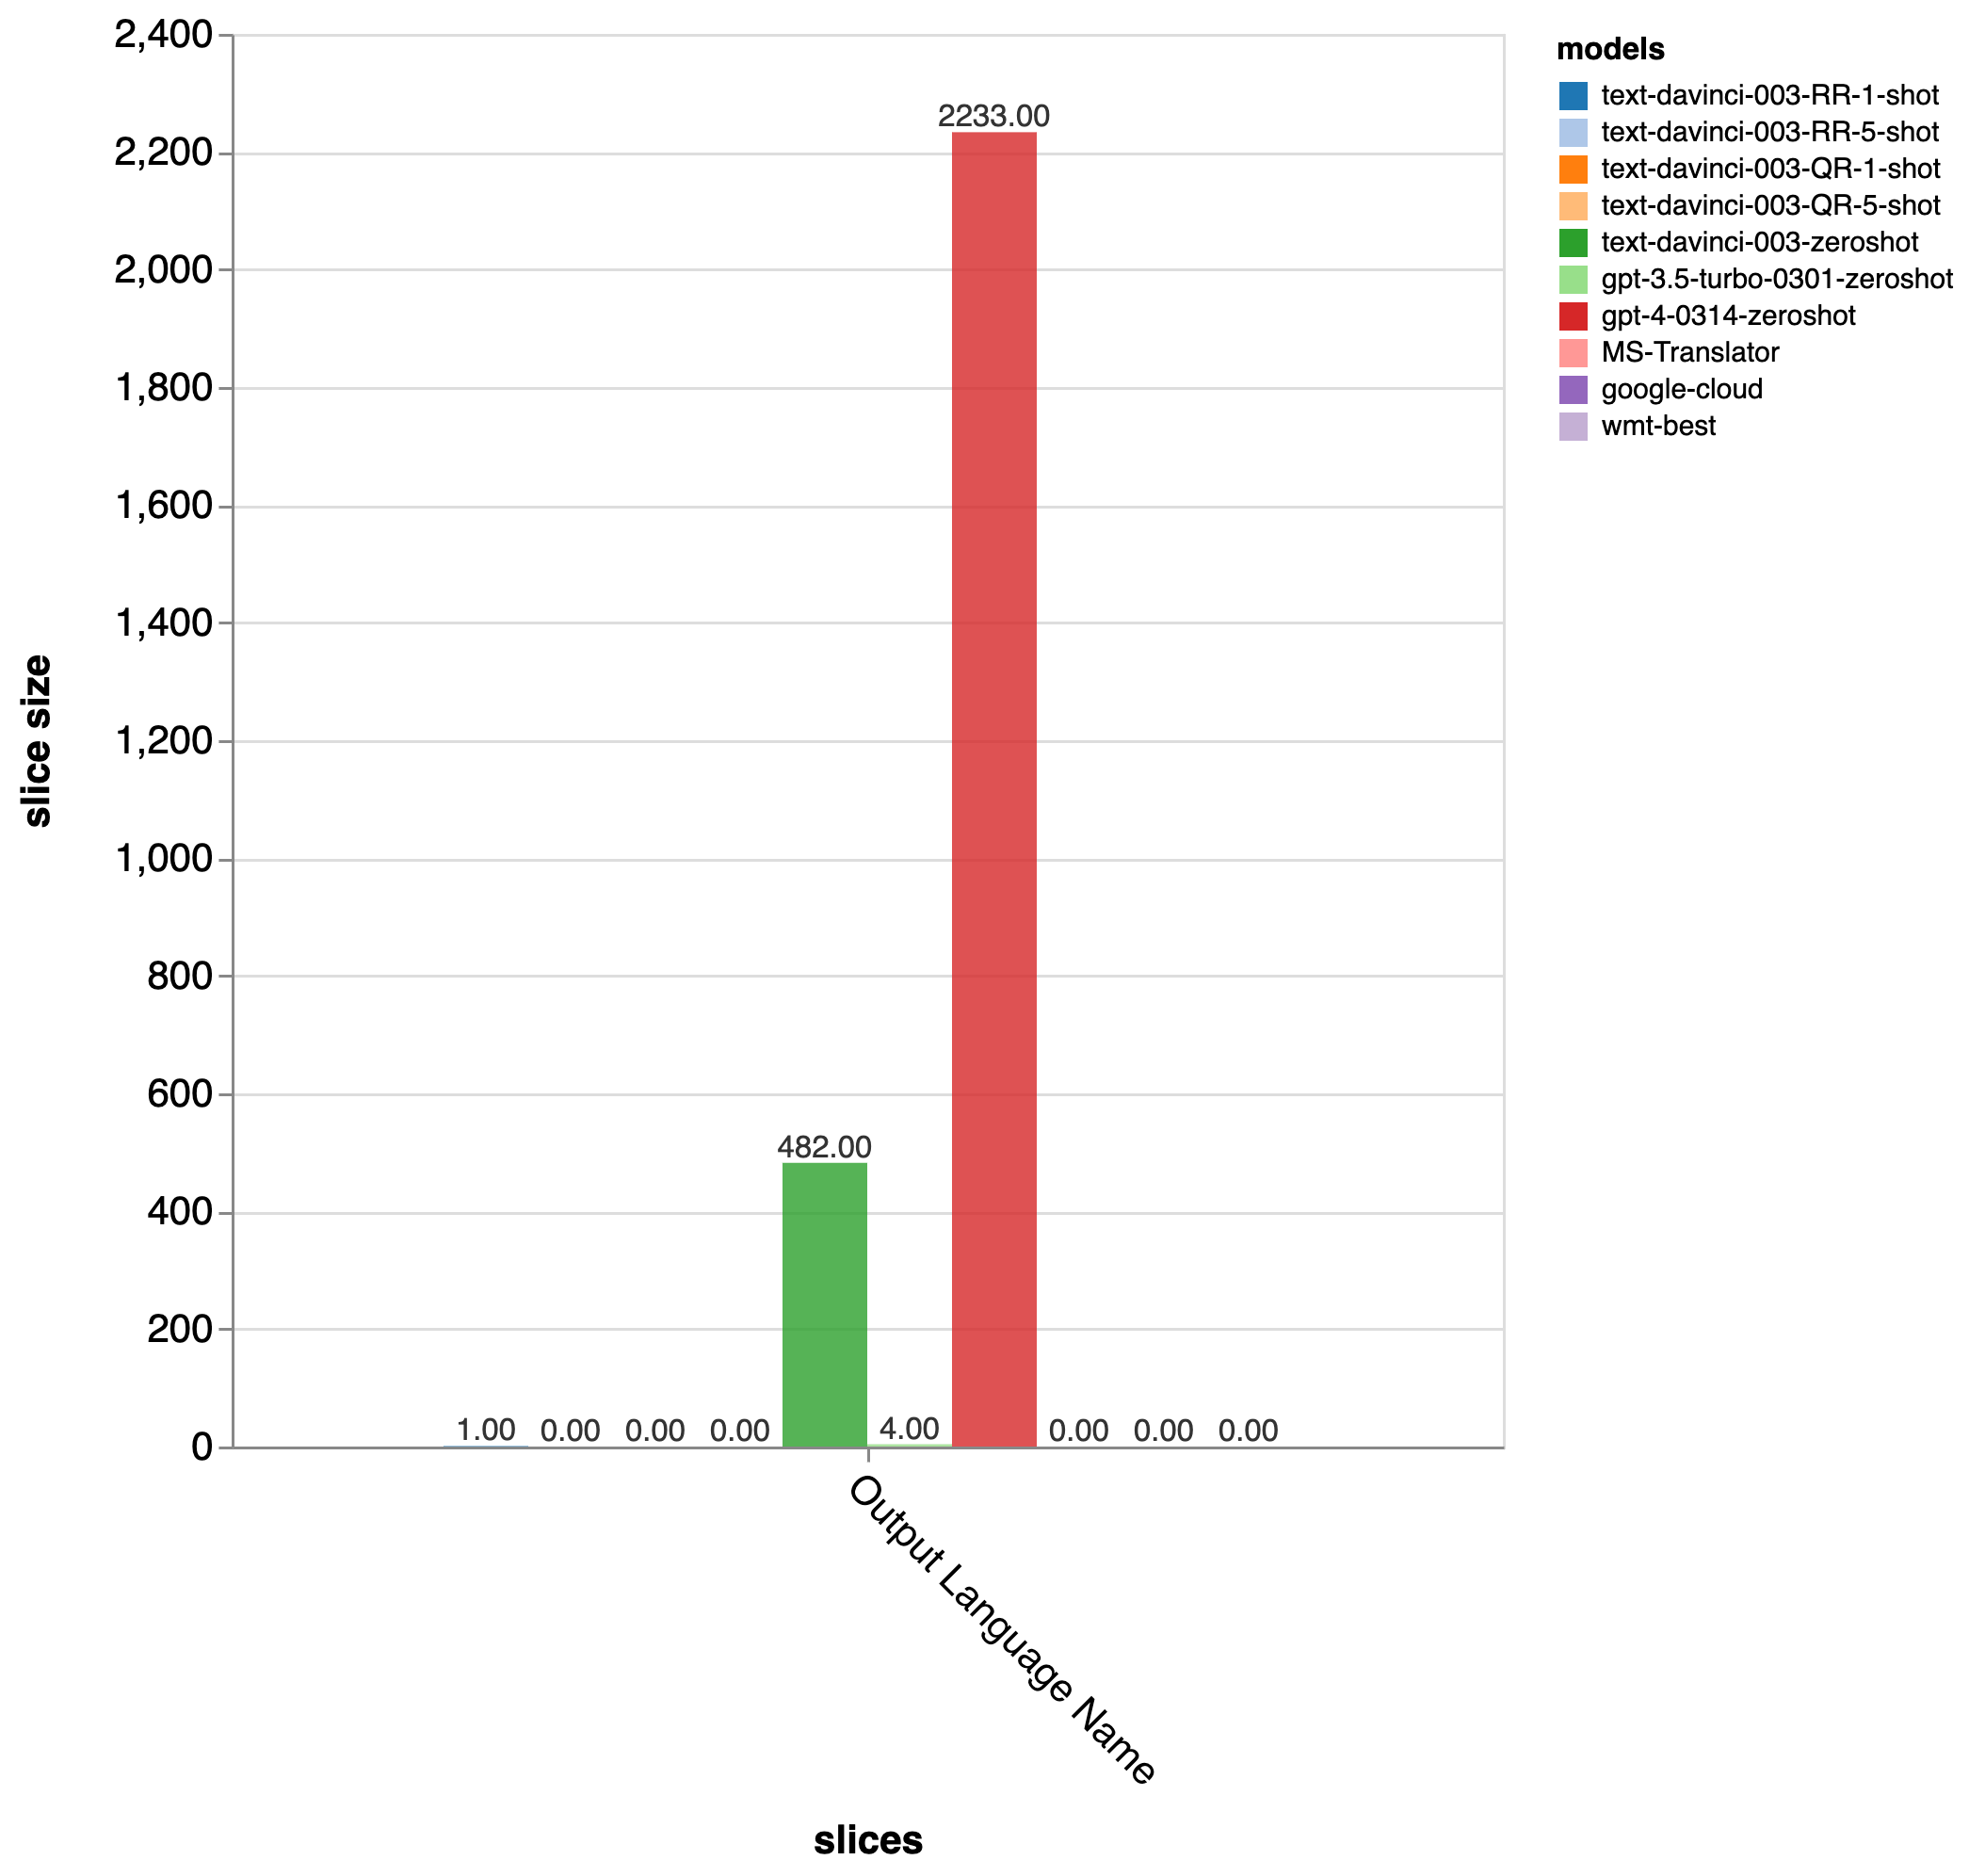 2,400
2,200
2,000
1,800
1,600
1,400
1,200
1,000
800
600
400
200
0
slice size
2233.00
482.00
1.00 0.00 0.00 0.00 4.00 0.00 0.00 0.00
Output Language Name
slices
models
text-davinci-003-RR-1-shot
text-davinci-003-RR-5-shot
text-davinci-003-QR-1-shot
text-davinci-003-QR-5-shot
text-davinci-003-zeroshot
gpt-3.5-turbo-0301-zeroshot
gpt-4-0314-zeroshot
MS-Translator
google-cloud
wmt-best